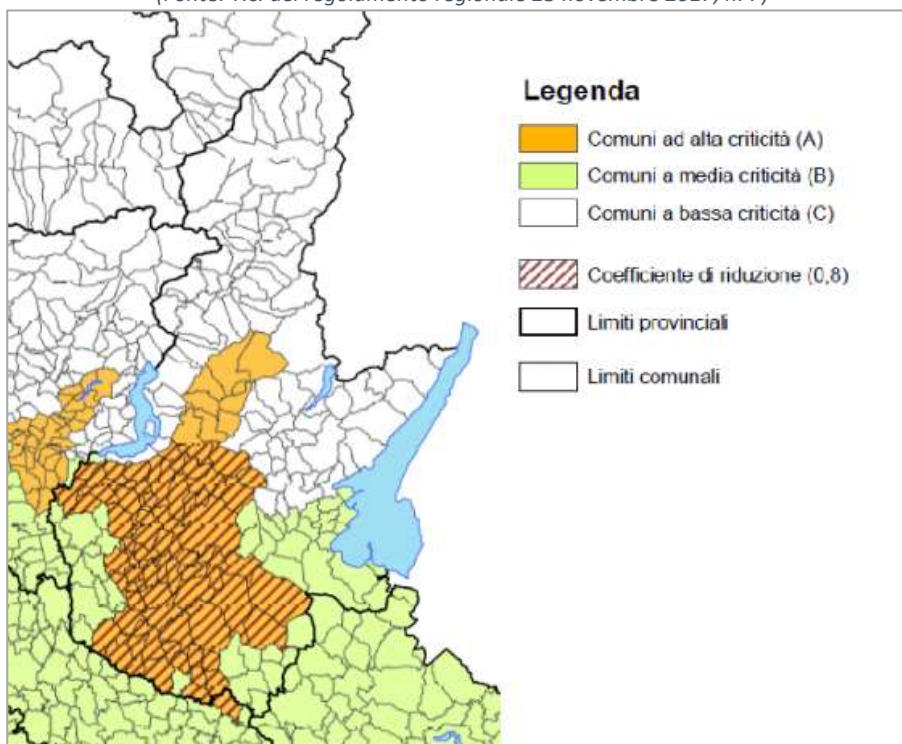 Legenda
Comuni ad alta criticità (A)
Comuni a media criticità (B)
Comuni a bassa criticità (C)
Coefficiente di riduzione (0,8)
Limiti provinciali
Limiti comunali